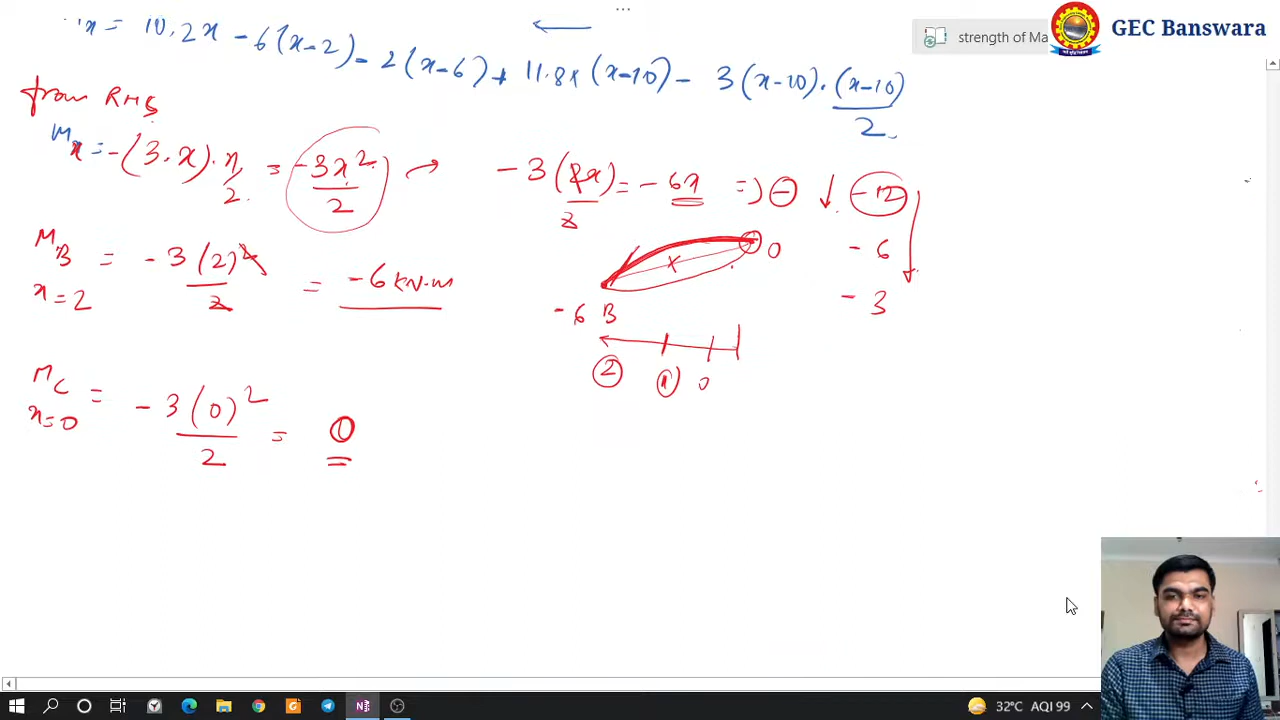 ...
x = 10.2x - 6(x-2) - 2(x-6) + 11.8x(x-10) - 3(x-10).(x-10)/2
strength of Ma
GEC Banswara
from RHS
Mx = -(3.x).x/2 = -3x²/2 → -3(2x)/2 = -6x => - ↓ -12
-6
-3
MB x=2 = -3(2)²/2 = -6 kN.m
x 0
-6 B
2 1 0
MC x=0 = -3(0)²/2 = 0
32°C AQI 99